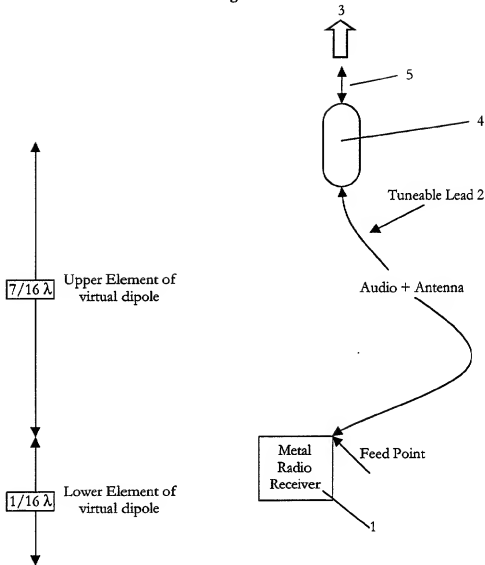 3
5
4
Tuneable Lead 2
7/16 λ
Upper Element of
virtual dipole
Audio + Antenna
Metal
Radio
Receiver
Feed Point
1/16 λ
Lower Element of
virtual dipole
1